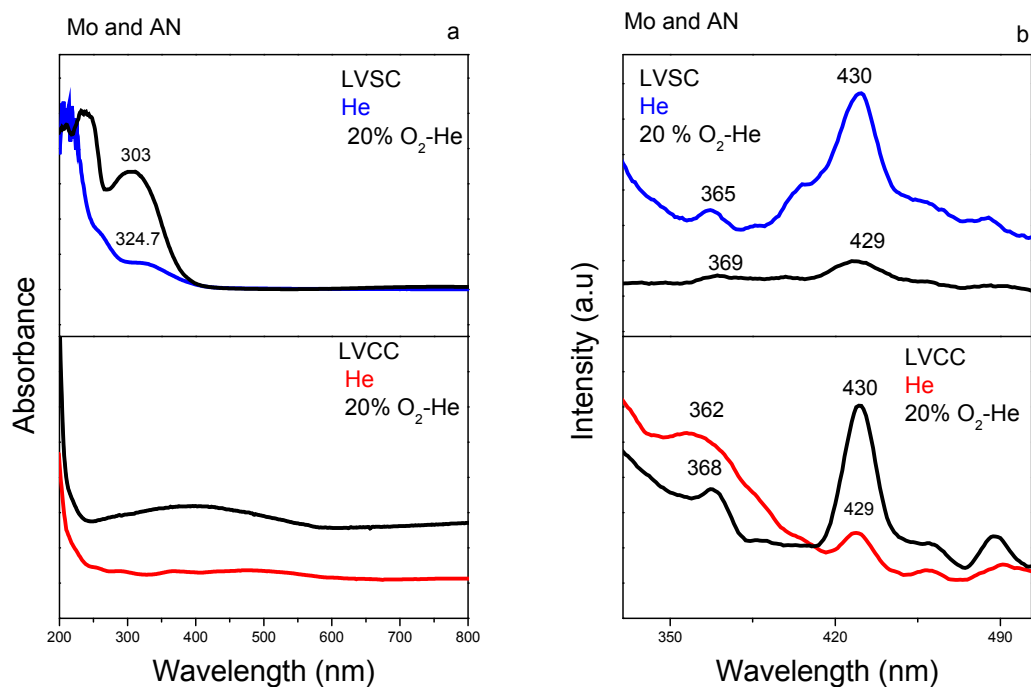 Mo and AN
a
LVSC
He
20% O₂-He
303
324.7
LVCC
He
20% O₂-He
Absorbance
200 300 400 500 600 700 800
Wavelength (nm)
Mo and AN
b
LVSC
He
20 % O₂-He
430
365
429
369
LVCC
He
20% O₂-He
430
362
368
429
Intensity (a.u)
350 420 490
Wavelength (nm)